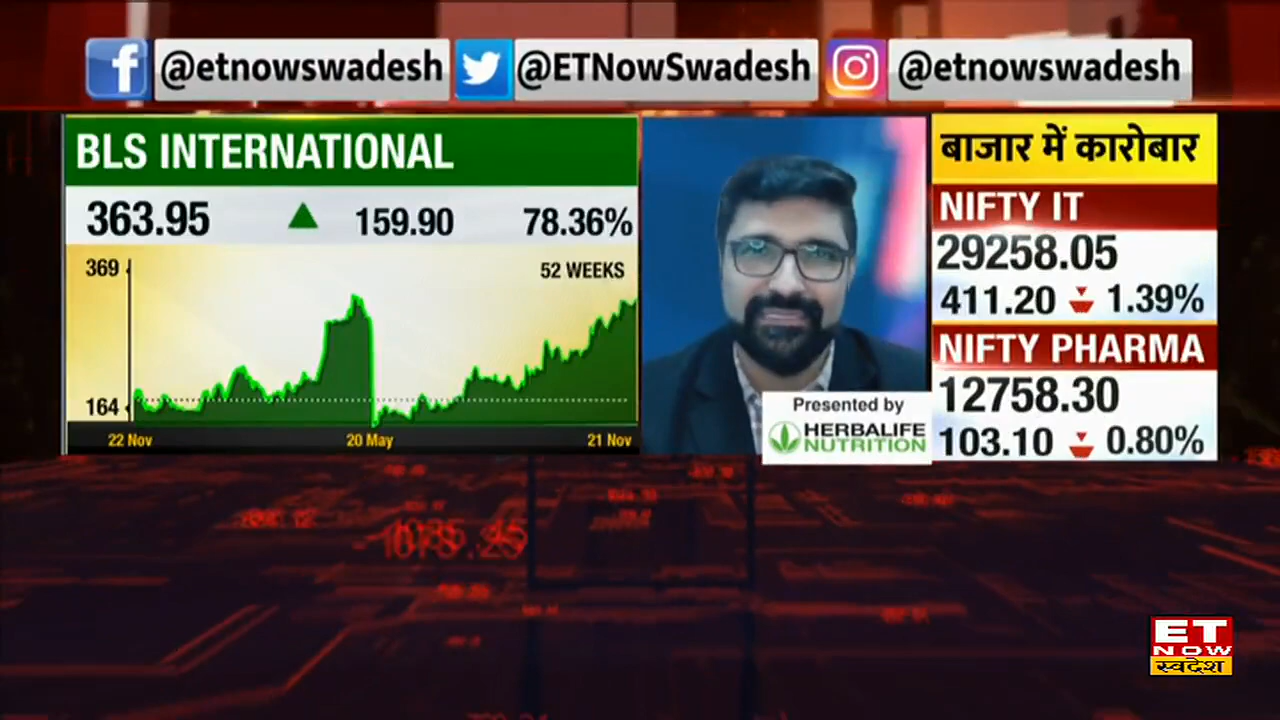 @etnowswadesh @ETNowSwadesh @etnowswadesh
BLS INTERNATIONAL
363.95 159.90 78.36%
369 52 WEEKS
164
22 Nov 20 May 21 Nov
Presented by
HERBALIFE
NUTRITION
बाजार में कारोबार
NIFTY IT
29258.05
411.20 1.39%
NIFTY PHARMA
12758.30
103.10 0.80%
ET
NOW
स्वदेश